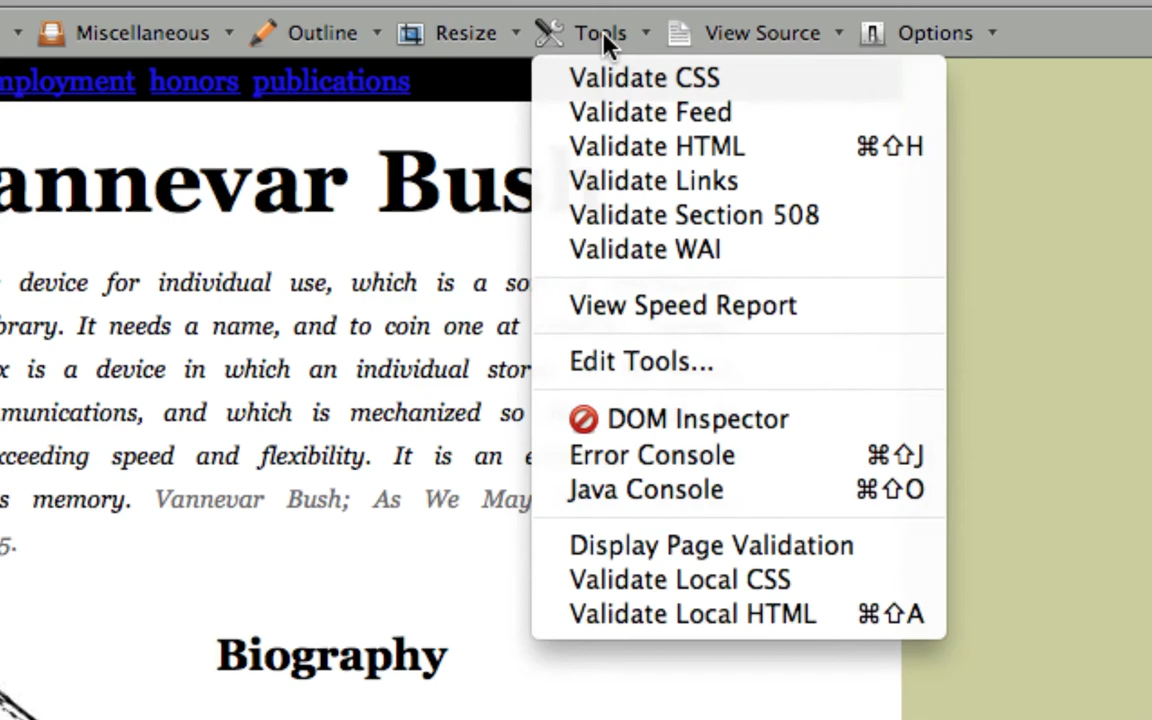 Miscellaneous Outline Resize Tools View Source Options
mployment honors publications
Validate CSS
Validate Feed
Validate HTML ⌘⇧H
Validate Links
Validate Section 508
Validate WAI
View Speed Report
Edit Tools...
DOM Inspector
Error Console ⌘⇧J
Java Console ⌘⇧O
Display Page Validation
Validate Local CSS
Validate Local HTML ⌘⇧A
annevar Bus
device for individual use, which is a so
brary. It needs a name, and to coin one at
x is a device in which an individual stor
munications, and which is mechanized so
xceeding speed and flexibility. It is an e
s memory. Vannevar Bush; As We May
5.
Biography